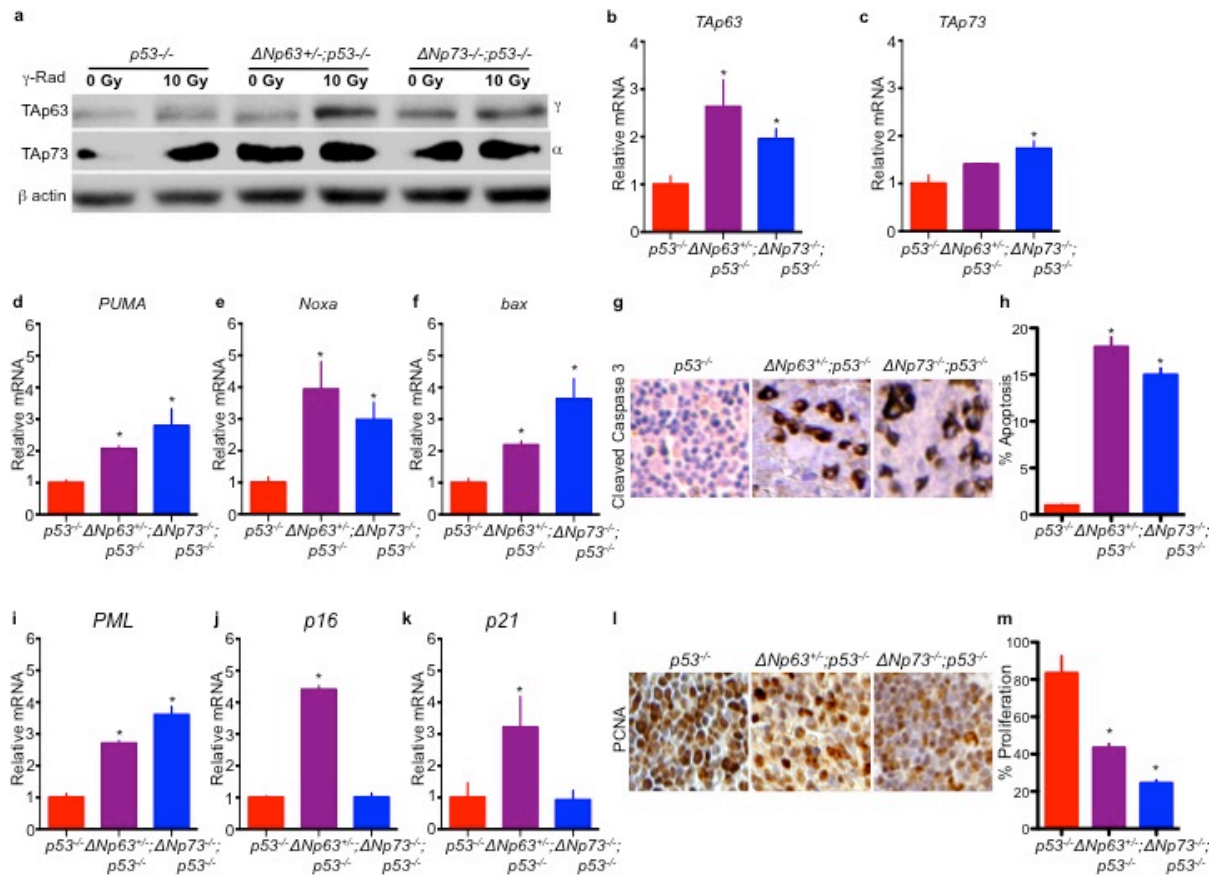 a
p53-/- ΔNp63+/-;p53-/- ΔNp73-/-;p53-/-
γ-Rad 0 Gy 10 Gy 0 Gy 10 Gy 0 Gy 10 Gy
TAp63 γ
TAp73 α
β actin
b TAp63
Relative mRNA
4
3
2
1
0
p53-/- ΔNp63+/-; ΔNp73-/-;
p53-/- p53-/-
* *
c TAp73
Relative mRNA
4
3
2
1
0
p53-/- ΔNp63+/-; ΔNp73-/-;
p53-/- p53-/-
*
d PUMA
Relative mRNA
6
5
4
3
2
1
0
p53-/- ΔNp63+/-; ΔNp73-/-;
p53-/- p53-/-
* *
e Noxa
Relative mRNA
6
5
4
3
2
1
0
p53-/- ΔNp63+/-; ΔNp73-/-;
p53-/- p53-/-
* *
f bax
Relative mRNA
6
5
4
3
2
1
0
p53-/- ΔNp63+/-; ΔNp73-/-;
p53-/- p53-/-
* *
g
p53-/- ΔNp63+/-;p53-/- ΔNp73-/-;p53-/-
Cleaved Caspase 3
h
% Apoptosis
20
15
10
5
0
p53-/- ΔNp63+/-; ΔNp73-/-;
p53-/- p53-/-
* *
i PML
Relative mRNA
6
5
4
3
2
1
0
p53-/- ΔNp63+/-; ΔNp73-/-;
p53-/- p53-/-
* *
j p16
Relative mRNA
6
5
4
3
2
1
0
p53-/- ΔNp63+/-; ΔNp73-/-;
p53-/- p53-/-
*
k p21
Relative mRNA
6
5
4
3
2
1
0
p53-/- ΔNp63+/-; ΔNp73-/-;
p53-/- p53-/-
*
l
p53-/- ΔNp63+/-;p53-/- ΔNp73-/-;p53-/-
PCNA
m
% Proliferation
100
80
60
40
20
0
p53-/- ΔNp63+/-; ΔNp73-/-;
p53-/- p53-/-
* *